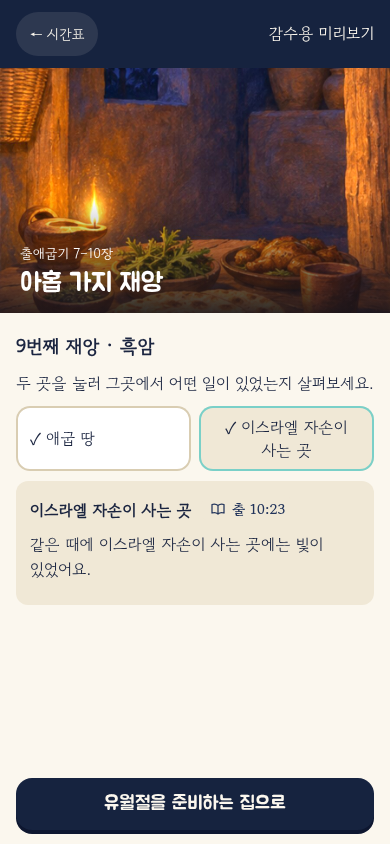 ← 시간표
감수용 미리보기
출애굽기 7–10장
아홉 가지 재앙
9번째 재앙 · 흑암
두 곳을 눌러 그곳에서 어떤 일이 있었는지 살펴보세요.
✓ 애굽 땅
✓ 이스라엘 자손이
사는 곳
이스라엘 자손이 사는 곳 출 10:23
같은 때에 이스라엘 자손이 사는 곳에는 빛이
있었어요.
유월절을 준비하는 집으로